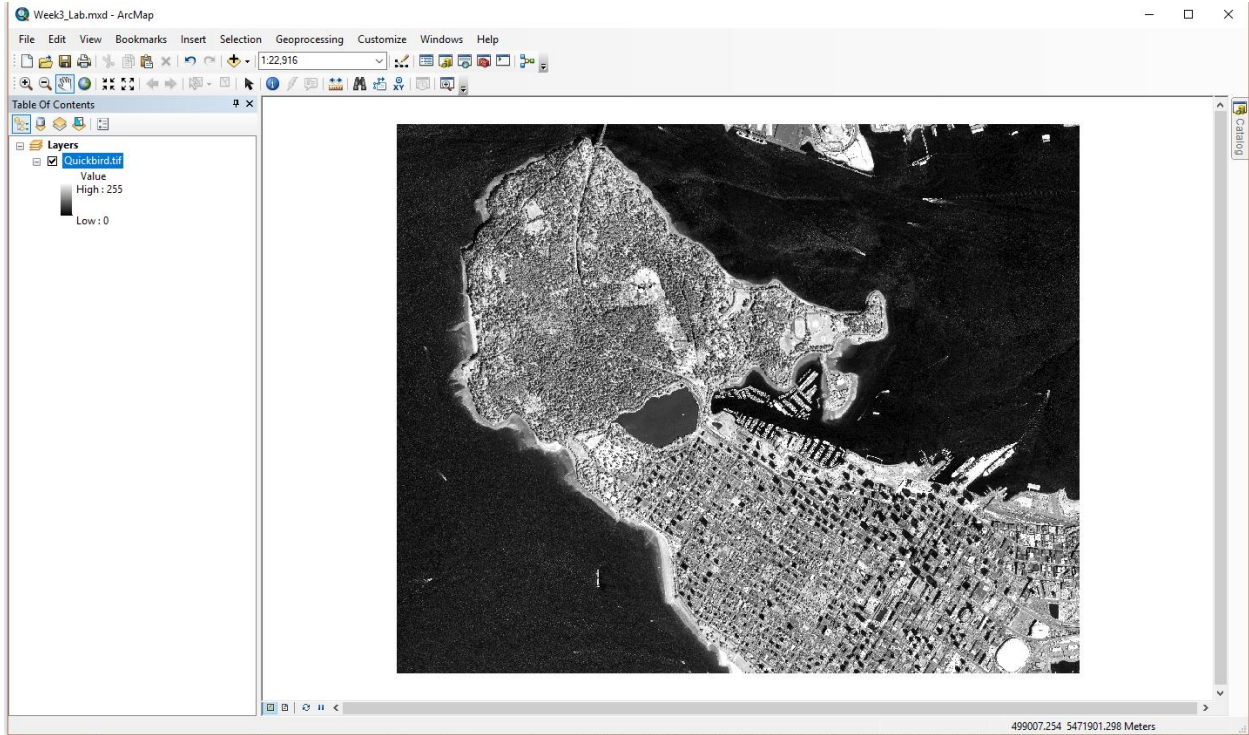 Week3_Lab.mxd - ArcMap
File Edit View Bookmarks Insert Selection Geoprocessing Customize Windows Help
1:22,916
Table Of Contents
Layers
Quickbird.tif
Value
High : 255
Low : 0
Catalog
499007.254 5471901.298 Meters